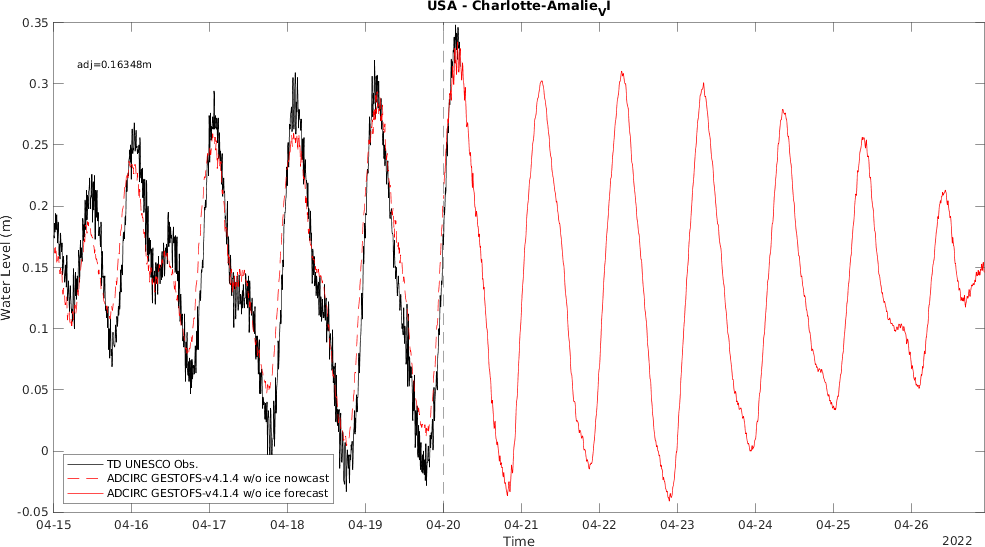 USA - Charlotte-Amalie_VI
adj=0.16348m
0.35
0.3
0.25
0.2
0.15
0.1
0.05
0
-0.05
Water Level (m)
TD UNESCO Obs.
ADCIRC GESTOFS-v4.1.4 w/o ice nowcast
ADCIRC GESTOFS-v4.1.4 w/o ice forecast
04-15 04-16 04-17 04-18 04-19 04-20 04-21 04-22 04-23 04-24 04-25 04-26
Time
2022